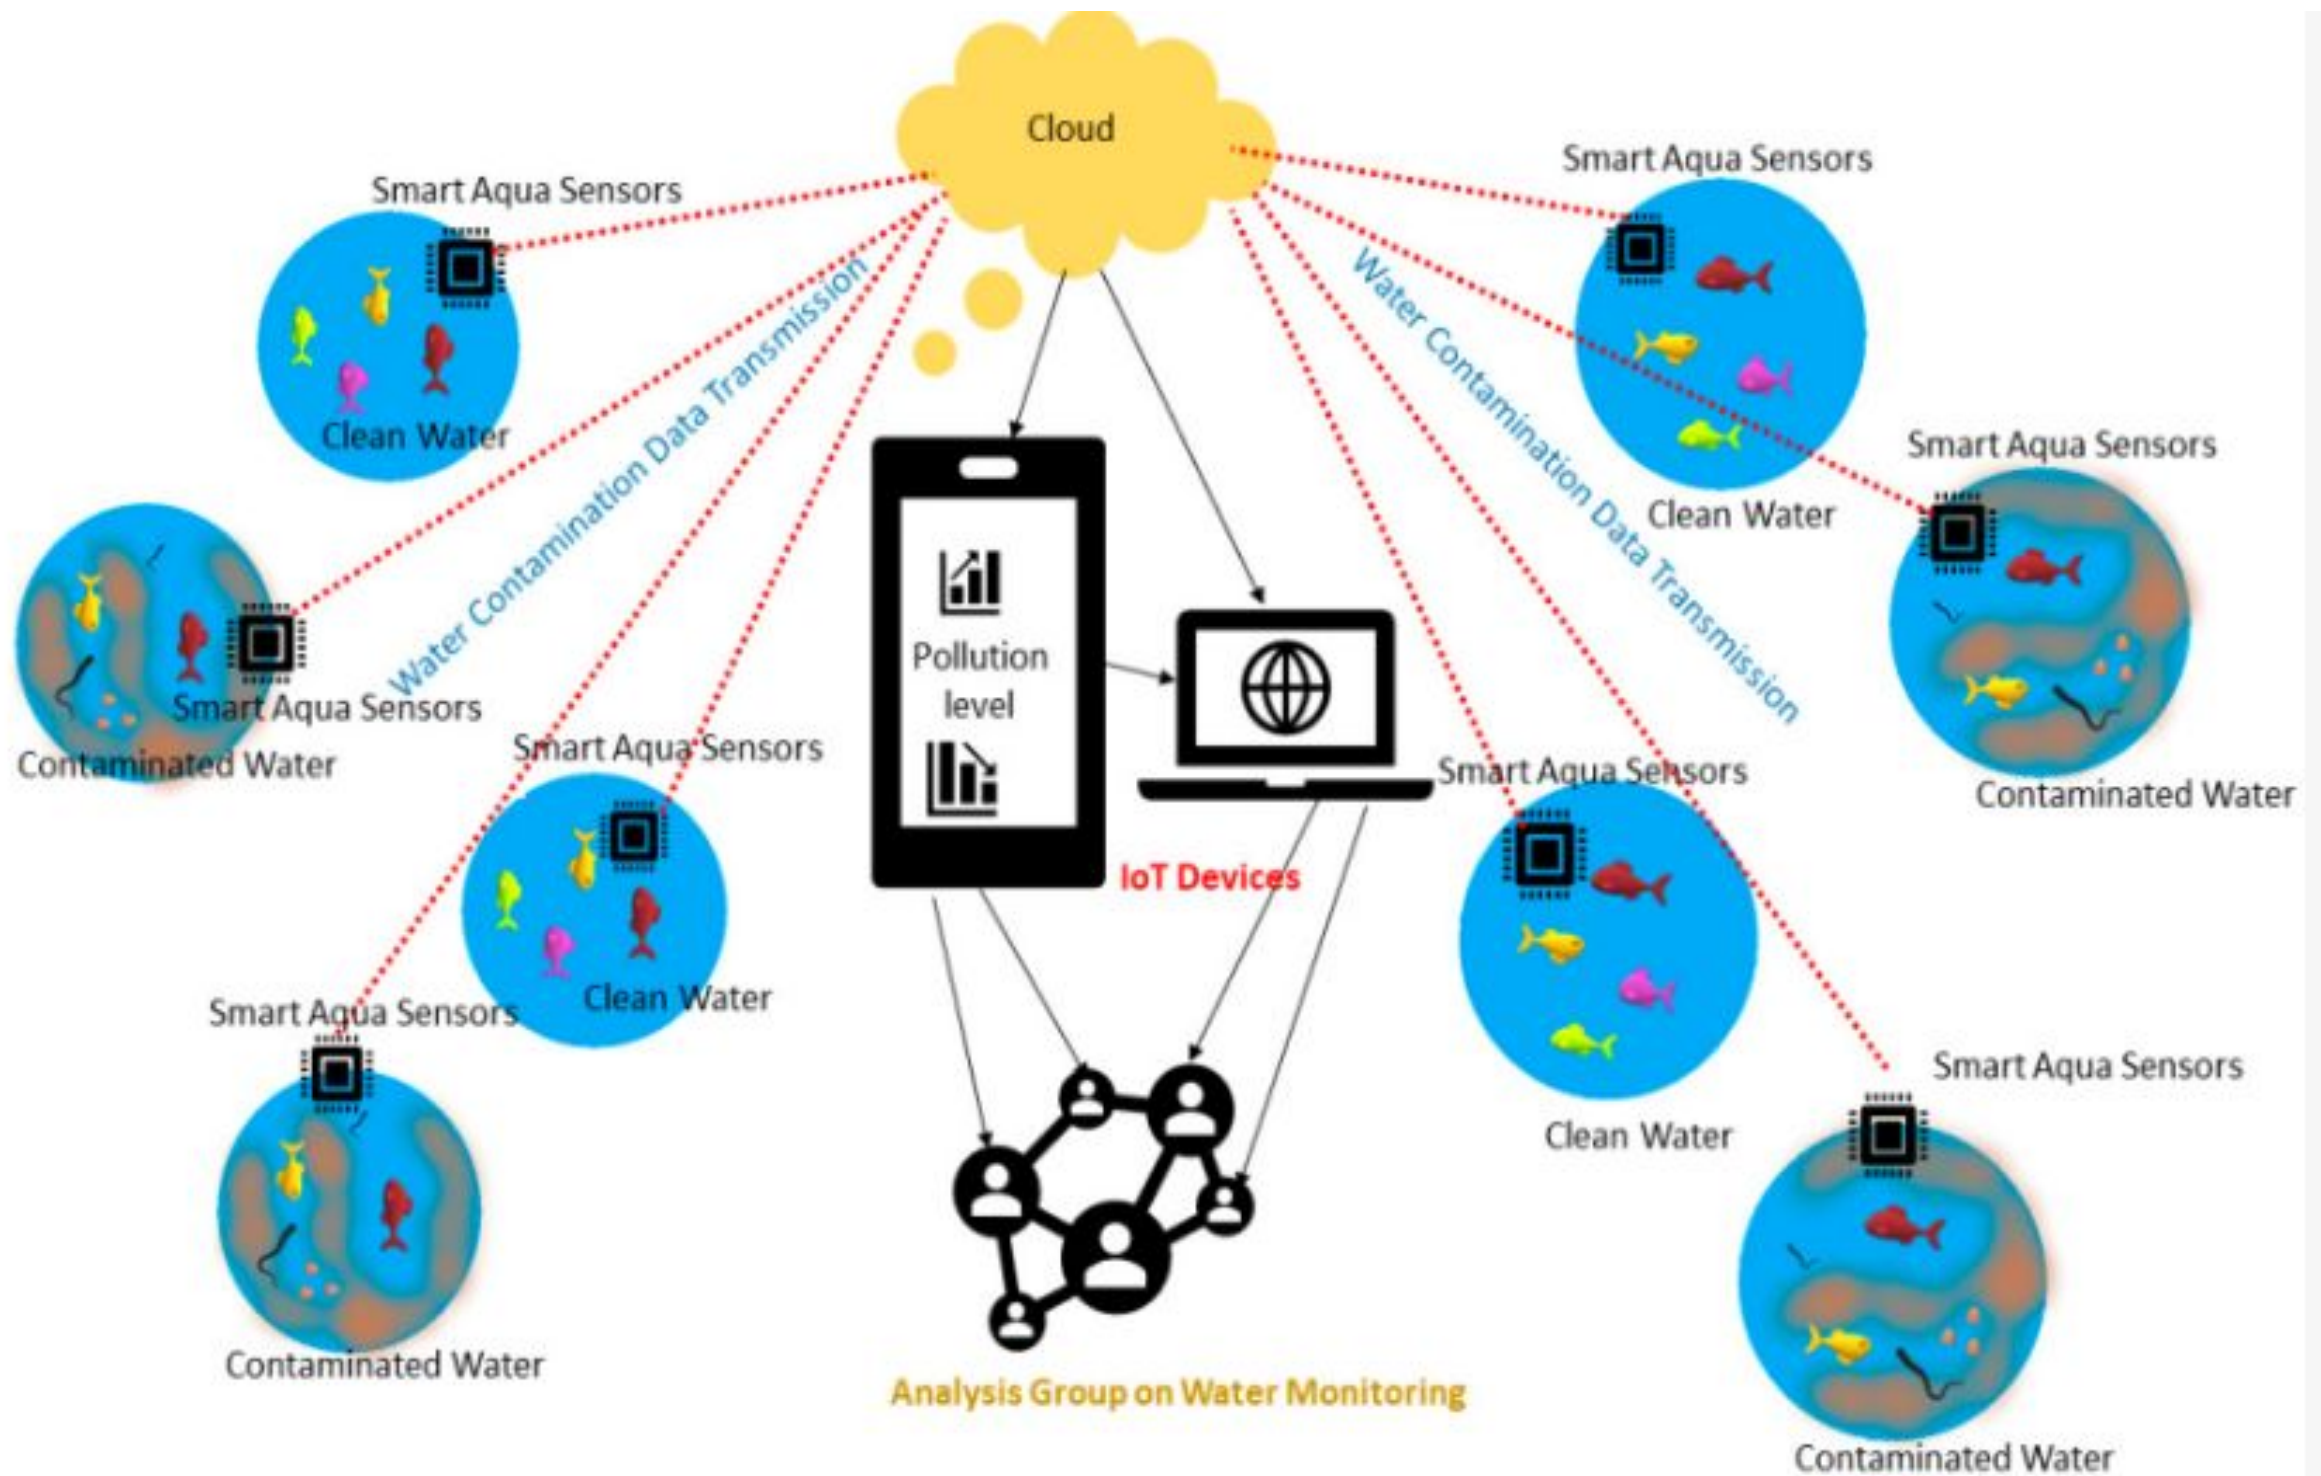 Cloud
Smart Aqua Sensors
Smart Aqua Sensors
Clean Water
Water Contamination Data Transmission
Water Contamination Data Transmission
Smart Aqua Sensors
Clean Water
Pollution
level
Smart Aqua Sensors
Contaminated Water
Smart Aqua Sensors
Smart Aqua Sensors
Contaminated Water
IoT Devices
Clean Water
Smart Aqua Sensors
Smart Aqua Sensors
Clean Water
Contaminated Water
Analysis Group on Water Monitoring
Contaminated Water